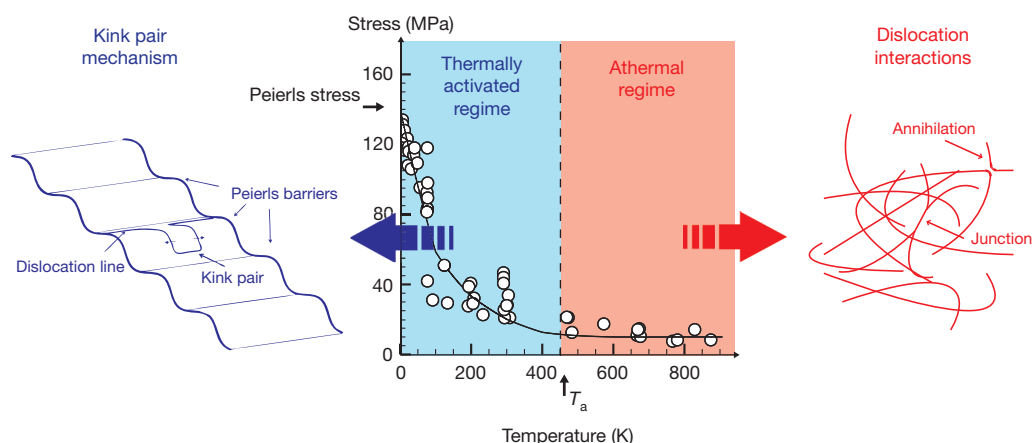 Kink pair
mechanism
Peierls barriers
Dislocation line
Kink pair
Stress (MPa)
160
Peierls stress
120
80
40
0
Thermally
activated
regime
Athermal
regime
0
200
400
600
800
Tₐ
Temperature (K)
Dislocation
interactions
Annihilation
Junction